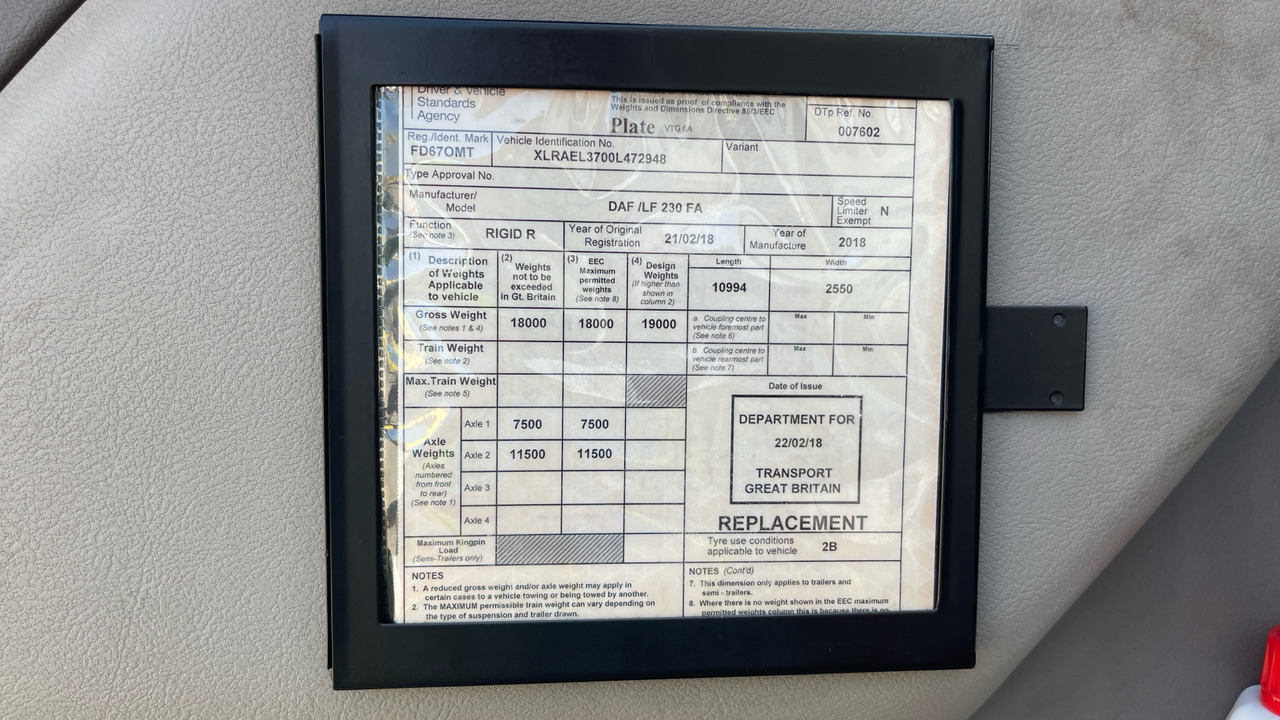 Driver & Vehicle
Standards
Agency
This is issued as proof of compliance with the
Weights and Dimensions Directive 85/3/EEC
Plate VTG 6A
DTp Ref. No.
007602
Reg./Ident. Mark
FD67OMT
Vehicle Identification No.
XLRAEL3700L472948
Variant
Type Approval No.
Manufacturer/
Model
DAF /LF 230 FA
Speed
Limiter
Exempt
N
Function
(See note 3)
RIGID R
Year of Original
Registration
21/02/18
Year of
Manufacture
2018
(1) Description
of Weights
Applicable
to vehicle
(2) Weights
not to be
exceeded
in Gt. Britain
(3) EEC
Maximum
permitted
weights
(See note 8)
(4) Design
Weights
(If higher than
shown in
column 2)
Length
10994
Width
2550
Gross Weight
(See notes 1 & 4)
18000
18000
19000
a. Coupling centre to
vehicle foremost part
(See note 6)
Max
Min
Train Weight
(See note 2)
b. Coupling centre to
vehicle rearmost part
(See note 7)
Max
Min
Max.Train Weight
(See note 5)
Axle
Weights
(Axles
numbered
from front
to rear)
(See note 1)
Axle 1
7500
7500
Axle 2
11500
11500
Axle 3
Axle 4
Maximum Kingpin
Load
(Semi-Trailers only)
Date of Issue
DEPARTMENT FOR
22/02/18
TRANSPORT
GREAT BRITAIN
REPLACEMENT
Tyre use conditions
applicable to vehicle
2B
NOTES
1. A reduced gross weight and/or axle weight may apply in
certain cases to a vehicle towing or being towed by another.
2. The MAXIMUM permissible train weight can vary depending on
the type of suspension and trailer drawn.
NOTES (Cont'd)
7. This dimension only applies to trailers and
semi - trailers.
8. Where there is no weight shown in the EEC maximum
permitted weights column this is because there is no